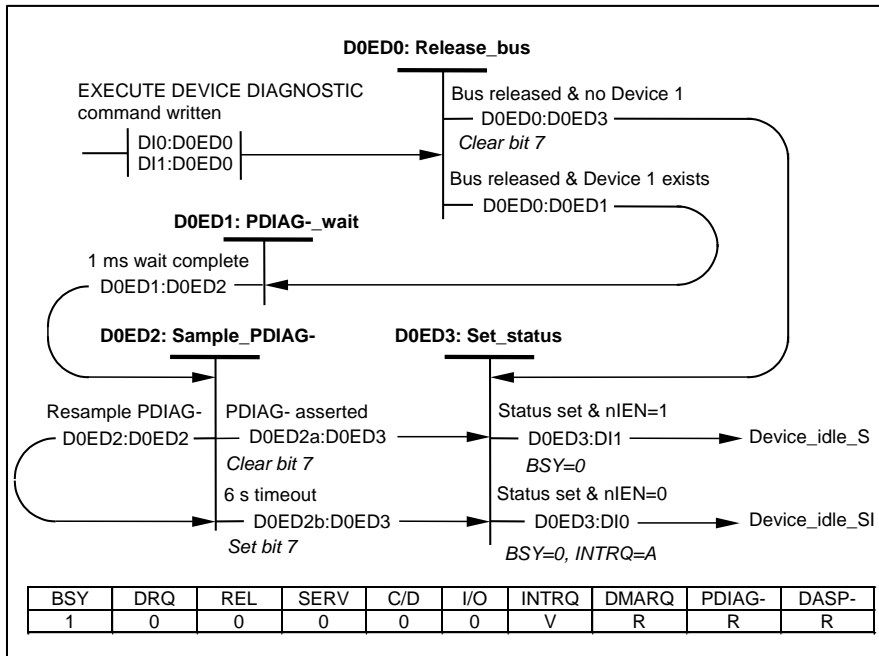 D0ED0: Release_bus
EXECUTE DEVICE DIAGNOSTIC
command written
DI0:D0ED0
DI1:D0ED0
Bus released & no Device 1
D0ED0:D0ED3
Clear bit 7
Bus released & Device 1 exists
D0ED0:D0ED1
D0ED1: PDIAG-_wait
1 ms wait complete
D0ED1:D0ED2
D0ED2: Sample_PDIAG-
D0ED3: Set_status
Resample PDIAG-
D0ED2:D0ED2
PDIAG- asserted
D0ED2a:D0ED3
Clear bit 7
6 s timeout
D0ED2b:D0ED3
Set bit 7
Status set & nIEN=1
D0ED3:DI1
BSY=0
Device_idle_S
Status set & nIEN=0
D0ED3:DI0
BSY=0, INTRQ=A
Device_idle_SI
BSY DRQ REL SERV C/D I/O INTRQ DMARQ PDIAG- DASP-
1 0 0 0 0 0 V R R R